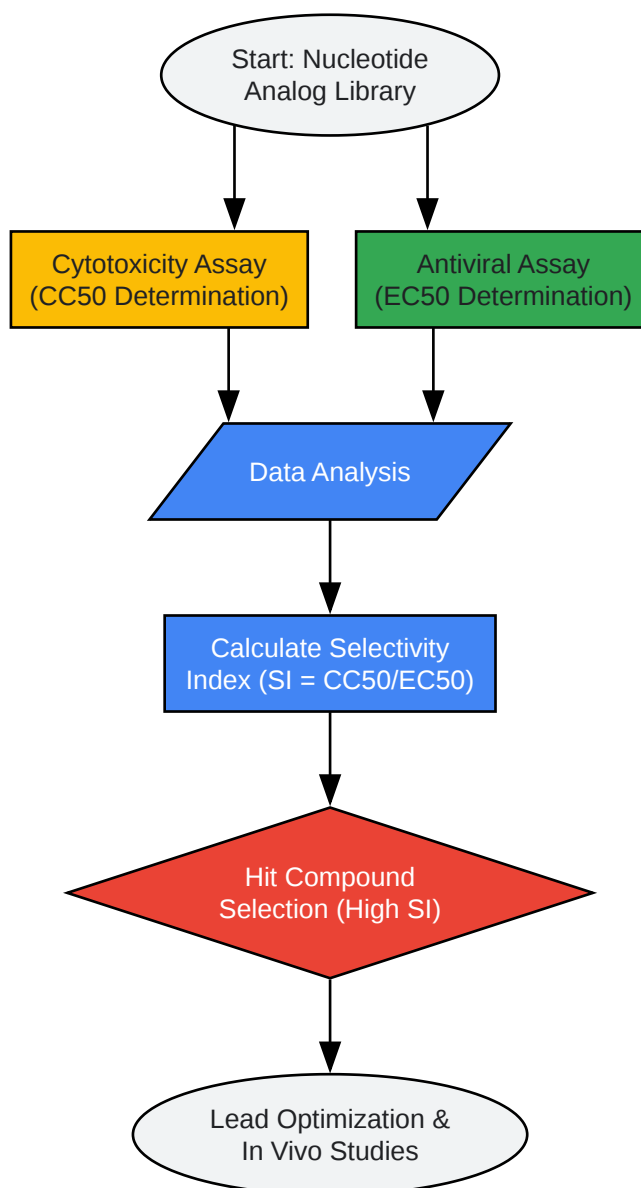 Start: Nucleotide
Analog Library
Cytotoxicity Assay
(CC50 Determination)
Antiviral Assay
(EC50 Determination)
Data Analysis
Calculate Selectivity
Index (SI = CC50/EC50)
Hit Compound
Selection (High SI)
Lead Optimization &
In Vivo Studies